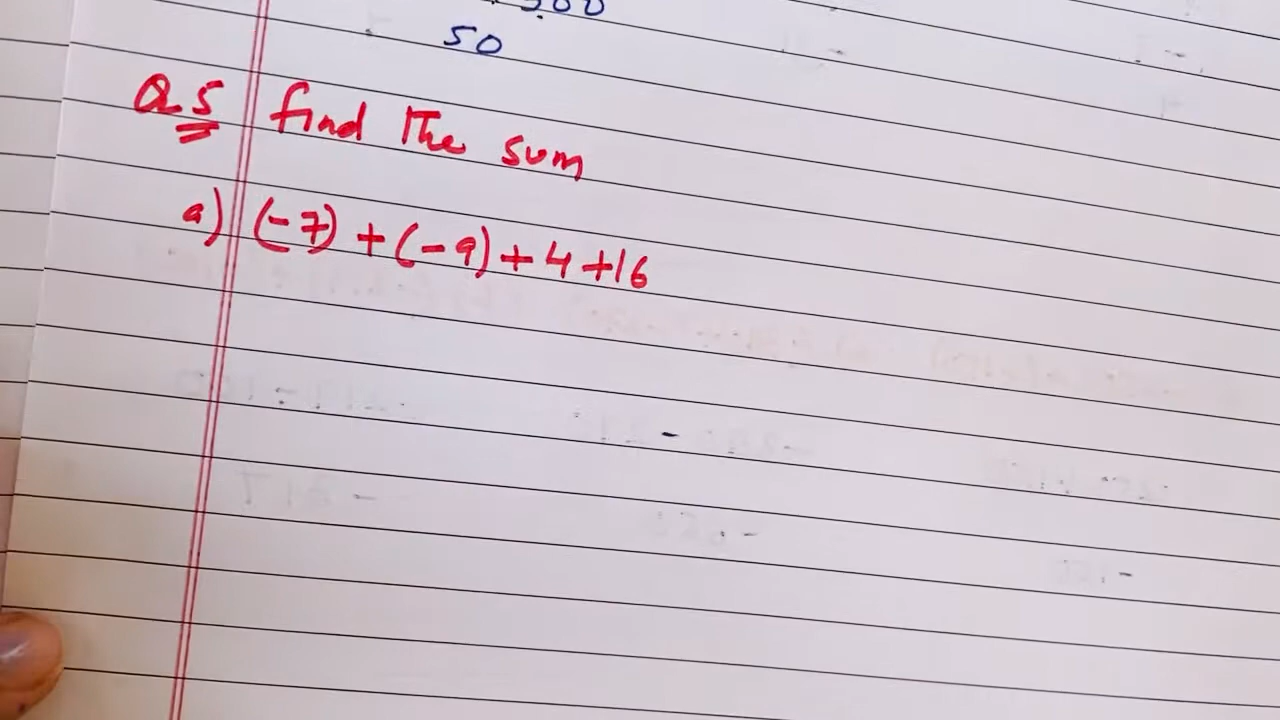 50
Q5 find the sum
a) (-7) + (-9) + 4 + 16